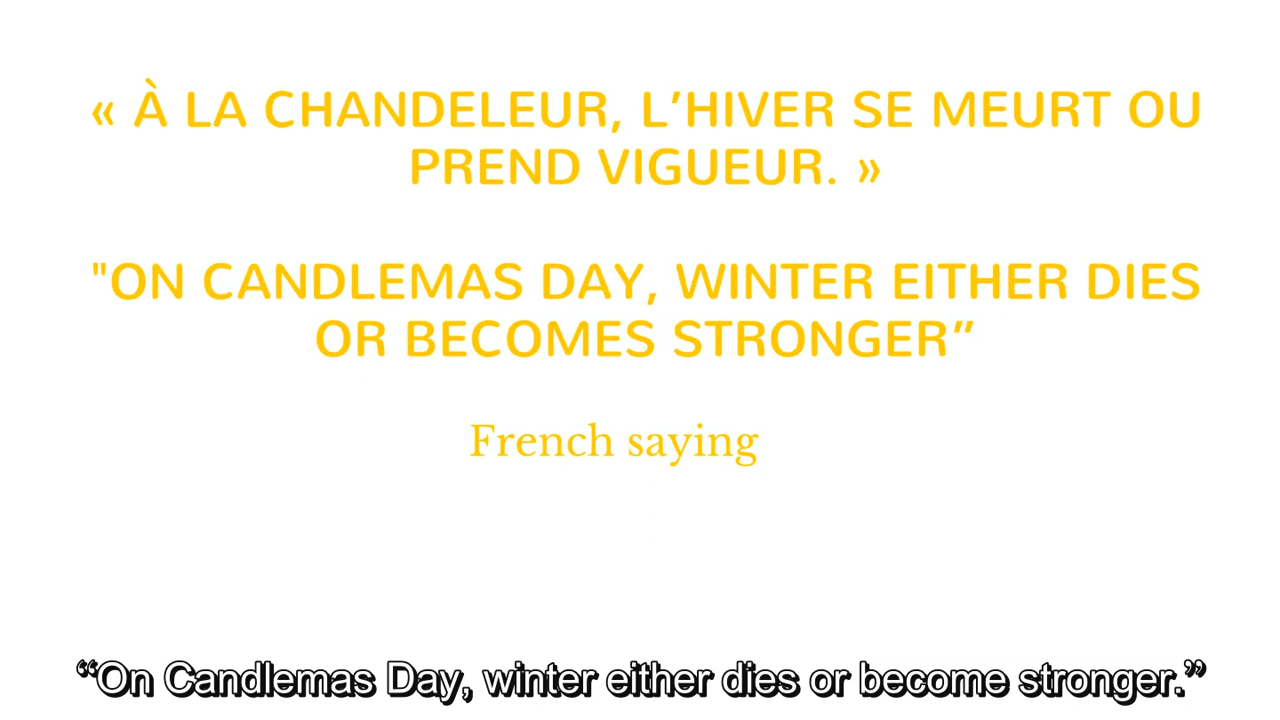 « À LA CHANDELEUR, L’HIVER SE MEURT OU
PREND VIGUEUR. »
"ON CANDLEMAS DAY, WINTER EITHER DIES
OR BECOMES STRONGER”
French saying
“On Candlemas Day, winter either dies or become stronger.”